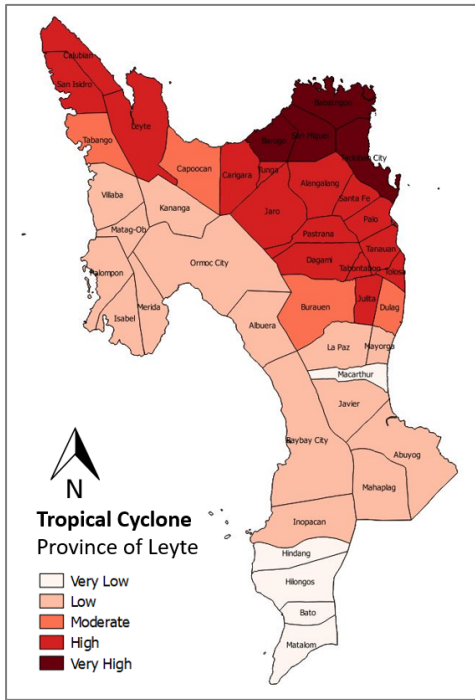 Calubian
San Isidro
Leyte
Tabango
Capoocan
Carigara
Babatngon
Barugo
San Miguel
Tacloban City
Tunga
Alangalang
Santa Fe
Villaba
Kananga
Jaro
Palo
Matag-Ob
Pastrana
Tanauan
Ormoc City
Dagami
Tabontabon
Tolosa
Palompon
Julita
Merida
Isabel
Burauen
Dulag
Albuera
La Paz
Mayorga
Macarthur
Javier
Baybay City
Abuyog
Mahaplag
N
Inopacan
Tropical Cyclone
Province of Leyte
Hindang
Very Low
Hilongos
Low
Moderate
Bato
High
Matalom
Very High